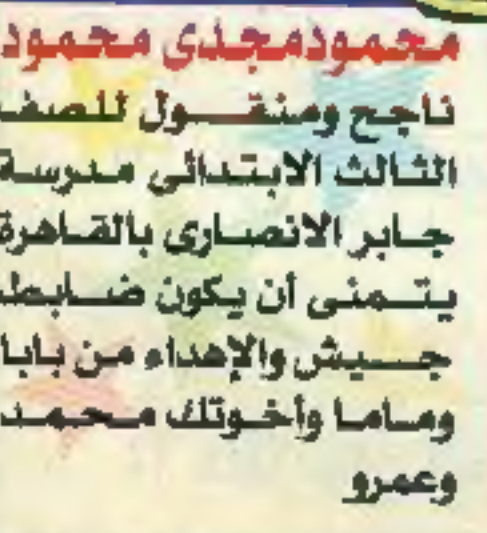 محمودمجدى محمود
ناجح ومنقول للصف
الثالث الابتدائى مدرسة
جابر الانصارى بالقاهرة
يتمنى أن يكون ضابط
جيش والإهداء من بابا
وماما وأخوتك محمد
وعمرو